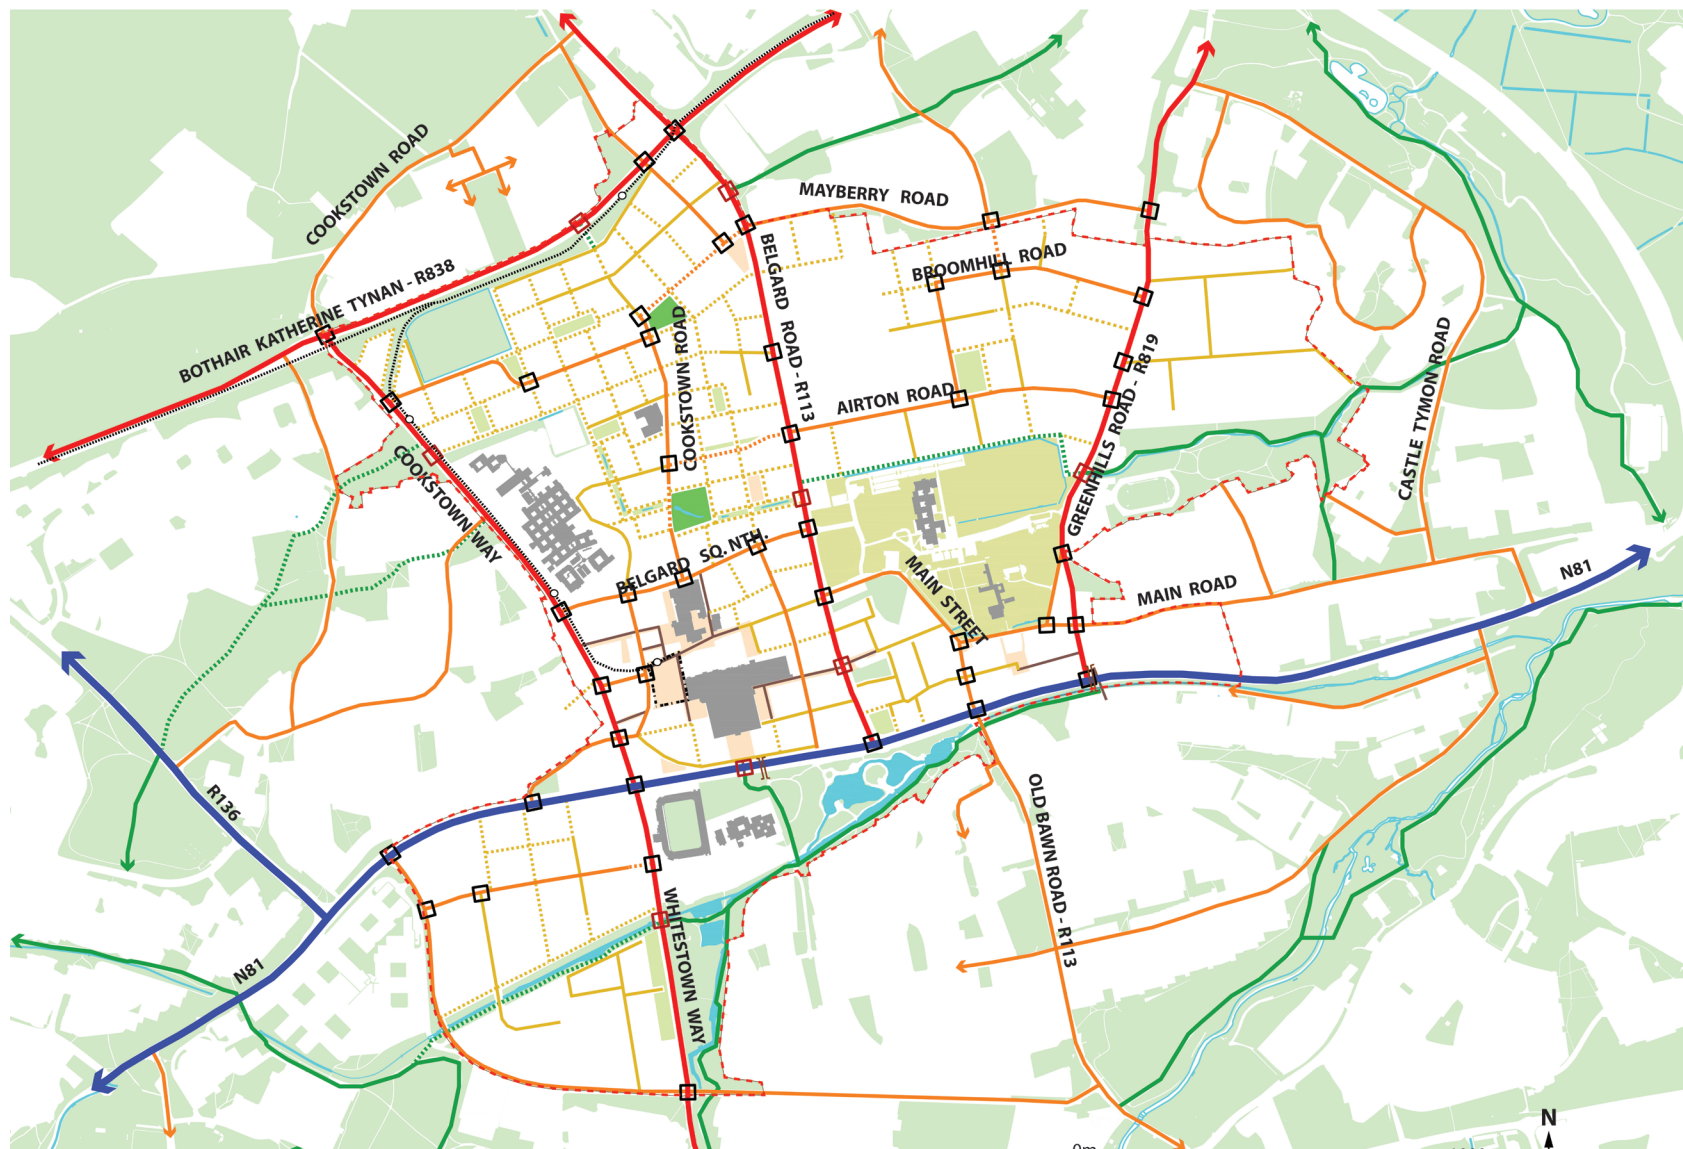 COOKSTOWN ROAD
MAYBERRY ROAD
BELGARD ROAD - R113
BROOMHILL ROAD
BOTHAIR KATHERINE TYNAN - R838
COOKSTOWN ROAD
AIRTON ROAD
GREENHILLS ROAD - R819
CASTLE TYMON ROAD
COOKSTOWN WAY
BELGARD SQ. NTH.
MAIN STREET
MAIN ROAD
N81
R136
OLD BAWN ROAD - R113
WHITESTOWN WAY
N81
N
0m